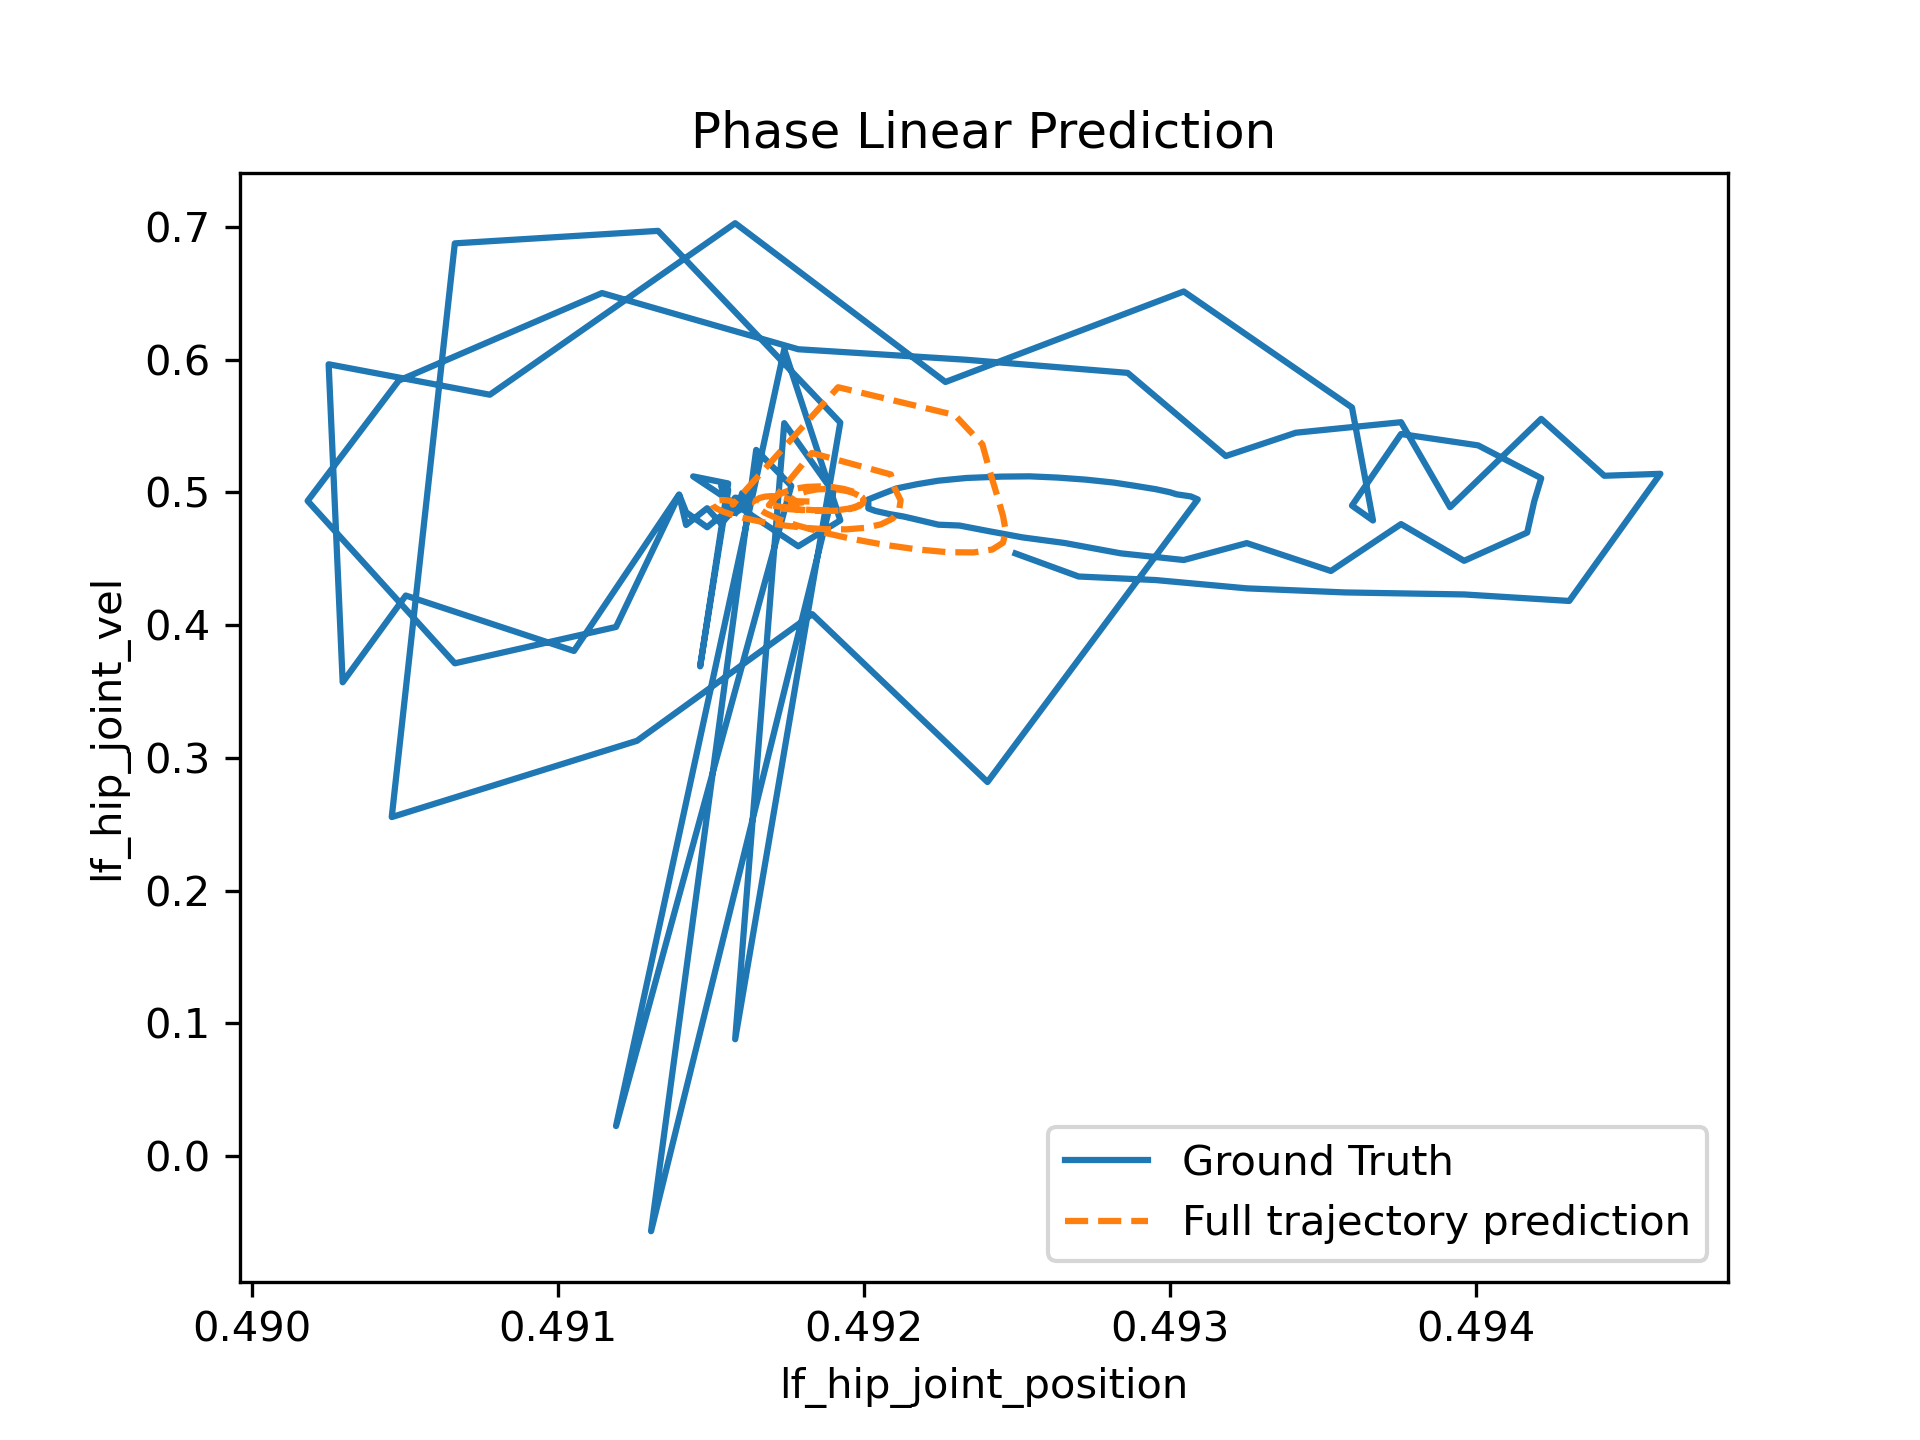 Phase Linear Prediction
lf_hip_joint_vel
0.7
0.6
0.5
0.4
0.3
0.2
0.1
0.0
Ground Truth
Full trajectory prediction
0.490 0.491 0.492 0.493 0.494
lf_hip_joint_position